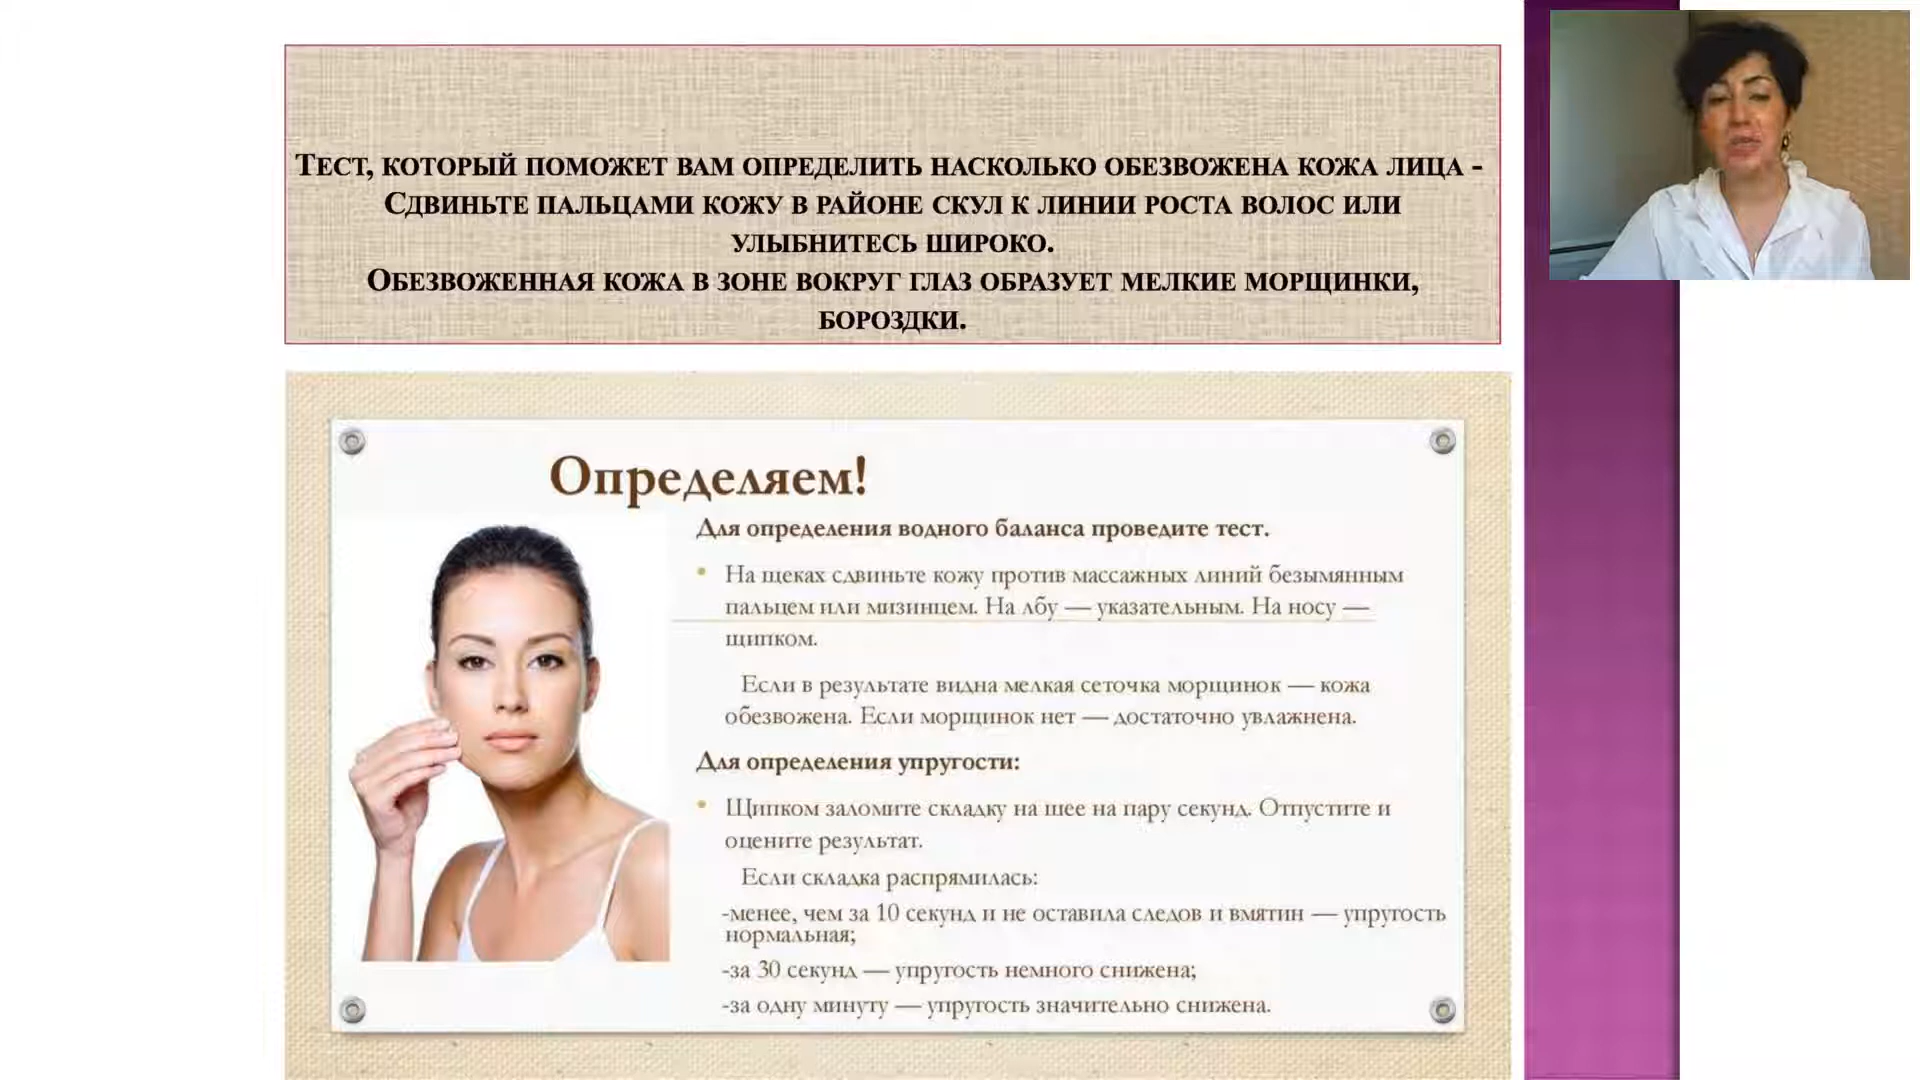 Тест, который поможет вам определить насколько обезвожена кожа лица -
Сдвиньте пальцами кожу в районе скул к линии роста волос или
улыбнитесь широко.
Обезвоженная кожа в зоне вокруг глаз образует мелкие морщинки,
бороздки.
Определяем!
Для определения водного баланса проведите тест.
• На щеках сдвиньте кожу против массажных линий безымянным
пальцем или мизинцем. На лбу — указательным. На носу —
щипком.
Если в результате видна мелкая сеточка морщинок — кожа
обезвожена. Если морщинок нет — достаточно увлажнена.
Для определения упругости:
• Щипком заломите складку на шее на пару секунд. Отпустите и
оцените результат.
Если складка распрямилась:
-менее, чем за 10 секунд и не оставила следов и вмятин — упругость
нормальная;
-за 30 секунд — упругость немного снижена;
-за одну минуту — упругость значительно снижена.